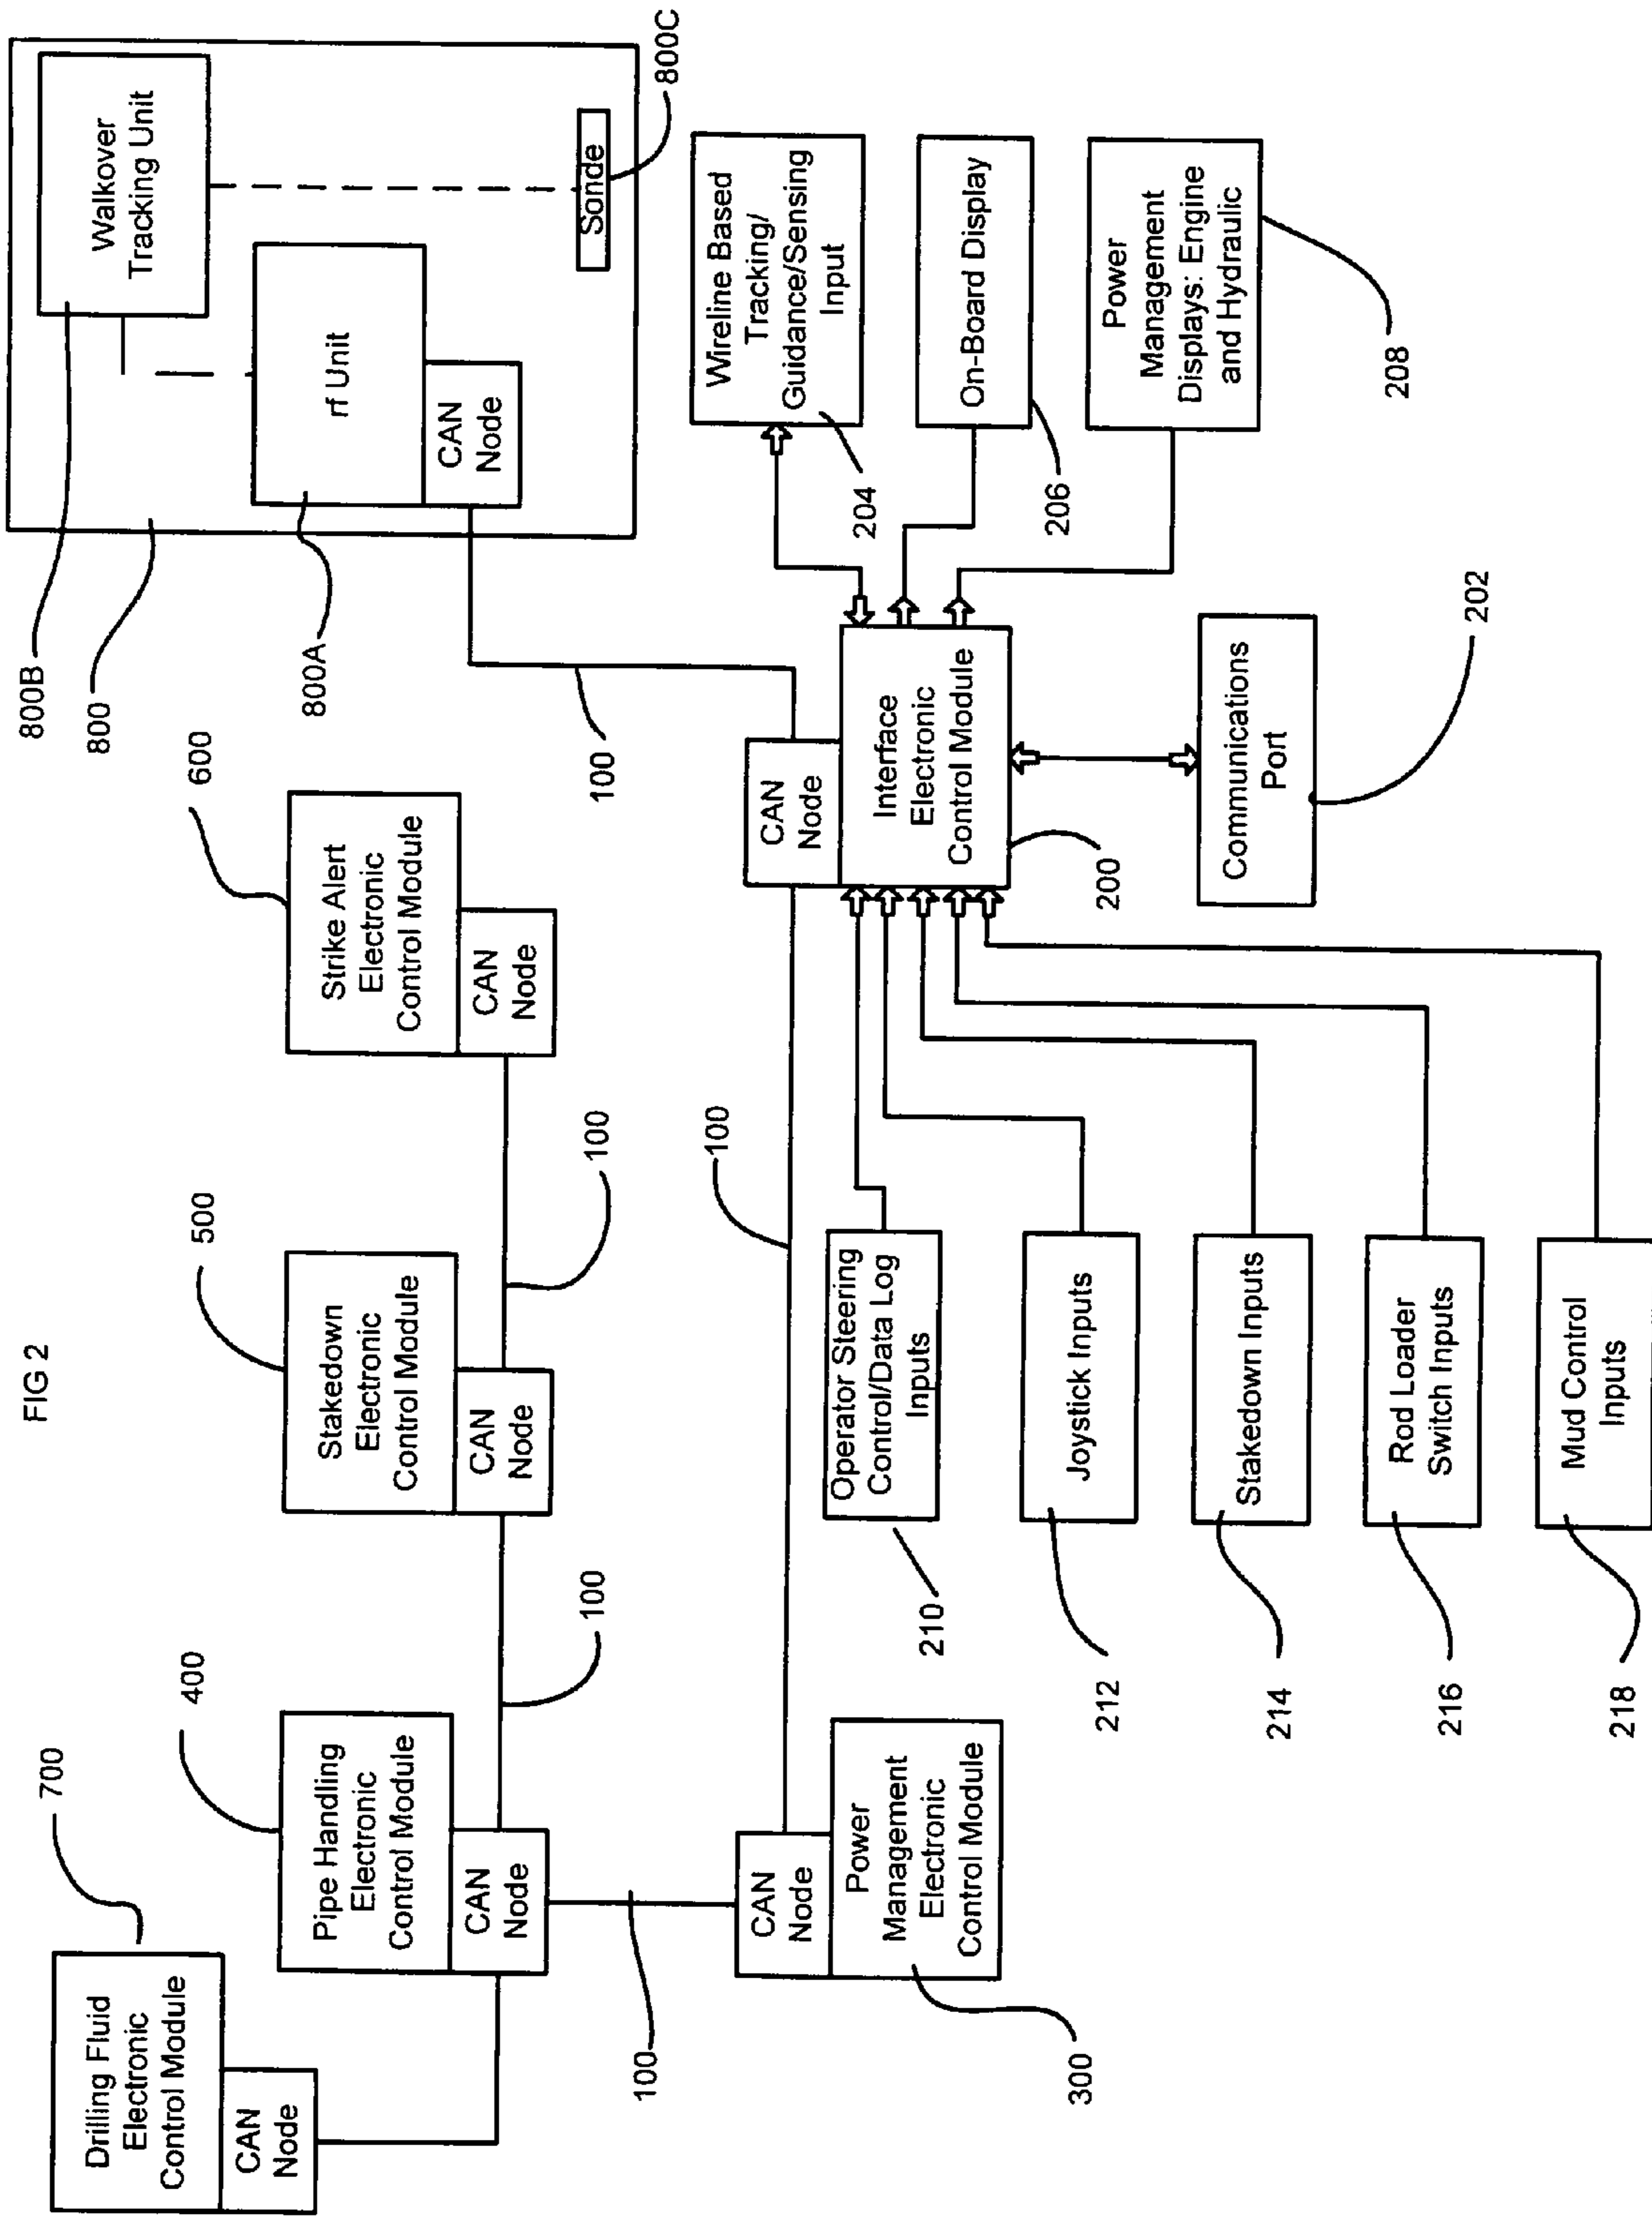 FIG 2
700
Drilling Fluid
Electronic
Control Module
CAN
Node
400
Pipe Handling
Electronic
Control Module
CAN
Node
100
500
Stakedown
Electronic
Control Module
CAN
Node
100
600
Strike Alert
Electronic
Control Module
CAN
Node
800B
800
800A
Walkover
Tracking Unit
rf Unit
CAN
Node
Sonde
800C
100
100
CAN
Node
Power
Management
Electronic
Control Module
300
100
CAN
Node
Interface
Electronic
Control Module
200
Wireline Based
Tracking/
Guidance/Sensing
Input
204
On-Board Display
206
Power
Management
Displays: Engine
and Hydraulic
208
Communications
Port
202
Operator Steering
Control/Data Log
Inputs
210
Joystick Inputs
212
Stakedown Inputs
214
Rod Loader
Switch Inputs
216
Mud Control
Inputs
218